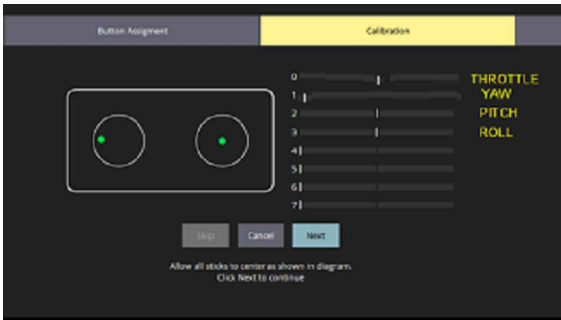 Button Assigment
Calibration
0 THROTTLE
1 YAW
2 PITCH
3 ROLL
4
5
6
7
Skip Cancel Next
Allow all sticks to center as shown in diagram.
Click Next to continue